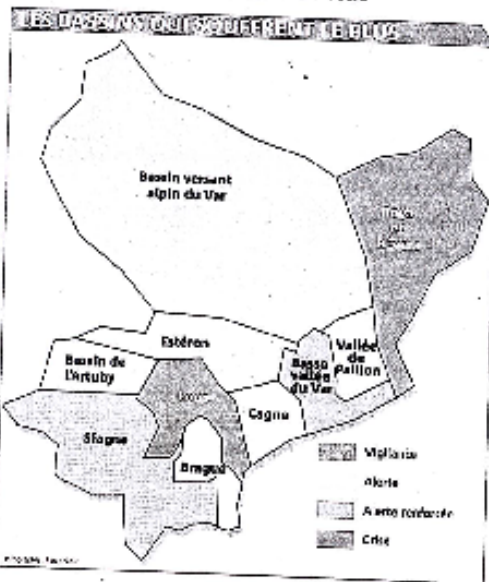 LES BASSINS QUI SOUFFRENT LE PLUS
Bassin versant
alpin du Var
Estéron
Vallée
de
Paillon
Basse
vallée
du Var
Bassin de
l'Artuby
Loup
Cagne
Siagne
Brague
Vigilance
Alerte
Alerte renforcée
Crise